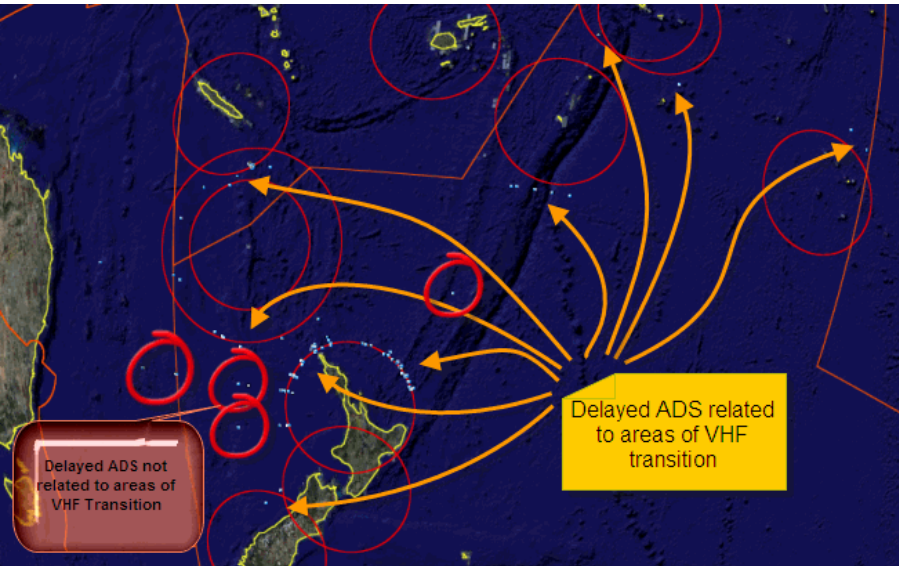 Delayed ADS related
to areas of VHF
transition
Delayed ADS not
related to areas of
VHF Transition